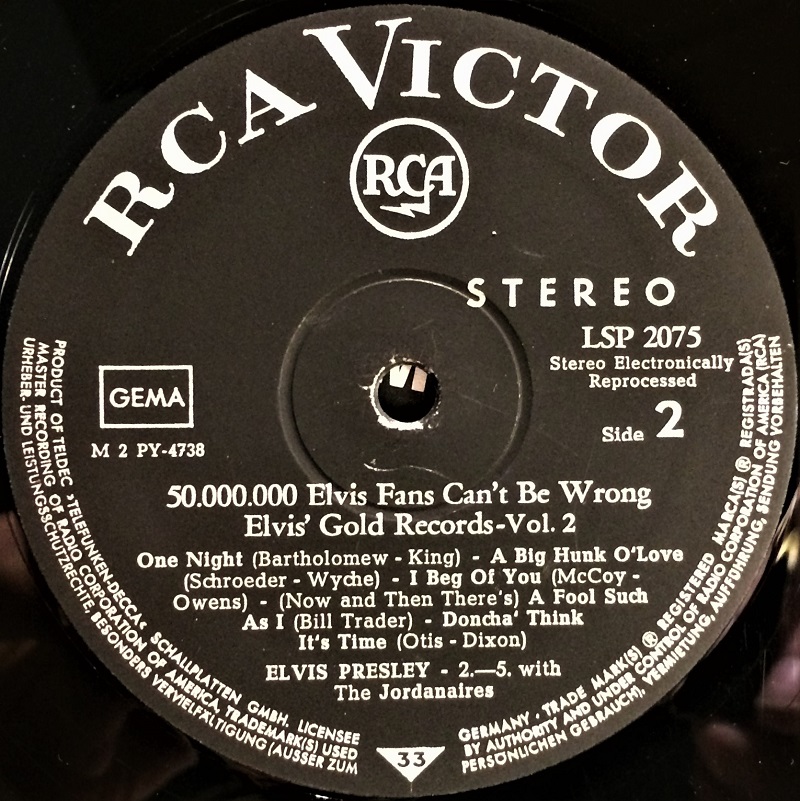 RCA VICTOR
RCA
STEREO
LSP 2075
Stereo Electronically
Reprocessed
Side 2
GEMA
M 2 PY-4738
50.000.000 Elvis Fans Can't Be Wrong
Elvis' Gold Records-Vol. 2
One Night (Bartholomew - King) - A Big Hunk O'Love
(Schroeder - Wyche) - I Beg Of You (McCoy -
Owens) - (Now and Then There's) A Fool Such
As I (Bill Trader) - Doncha' Think
It's Time (Otis - Dixon)
ELVIS PRESLEY - 2.—5. with
The Jordanaires
33
PRODUCT OF TELDEC »TELEFUNKEN-DECCA« SCHALLPLATTEN GMBH. LICENSEE GERMANY · TRADE MARK(S) ® REGISTERED MARCA(S) ® REGISTRADA(S)
MASTER RECORDING OF RADIO CORPORATION OF AMERICA, TRADEMARK(S) USED BY AUTHORITY AND UNDER CONTROL OF RADIO CORPORATION OF AMERICA (RCA)
URHEBER- UND LEISTUNGSSCHUTZRECHTE, BESONDERS VERVIELFÄLTIGUNG (AUSSER ZUM PERSÖNLICHEN GEBRAUCH), VERMIETUNG, AUFFÜHRUNG, SENDUNG VORBEHALTEN